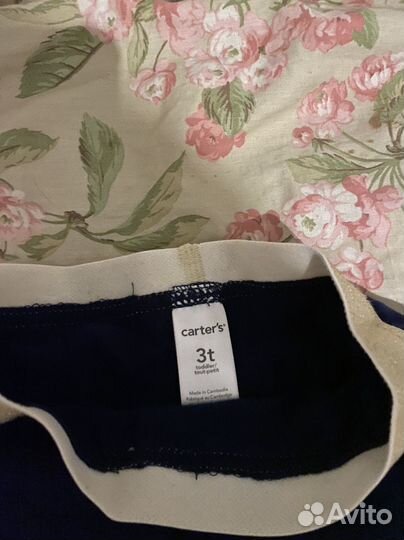 carter's®
3t
toddler/
tout-petit
Made in Cambodia
Fabriqué au Cambodge
Avito